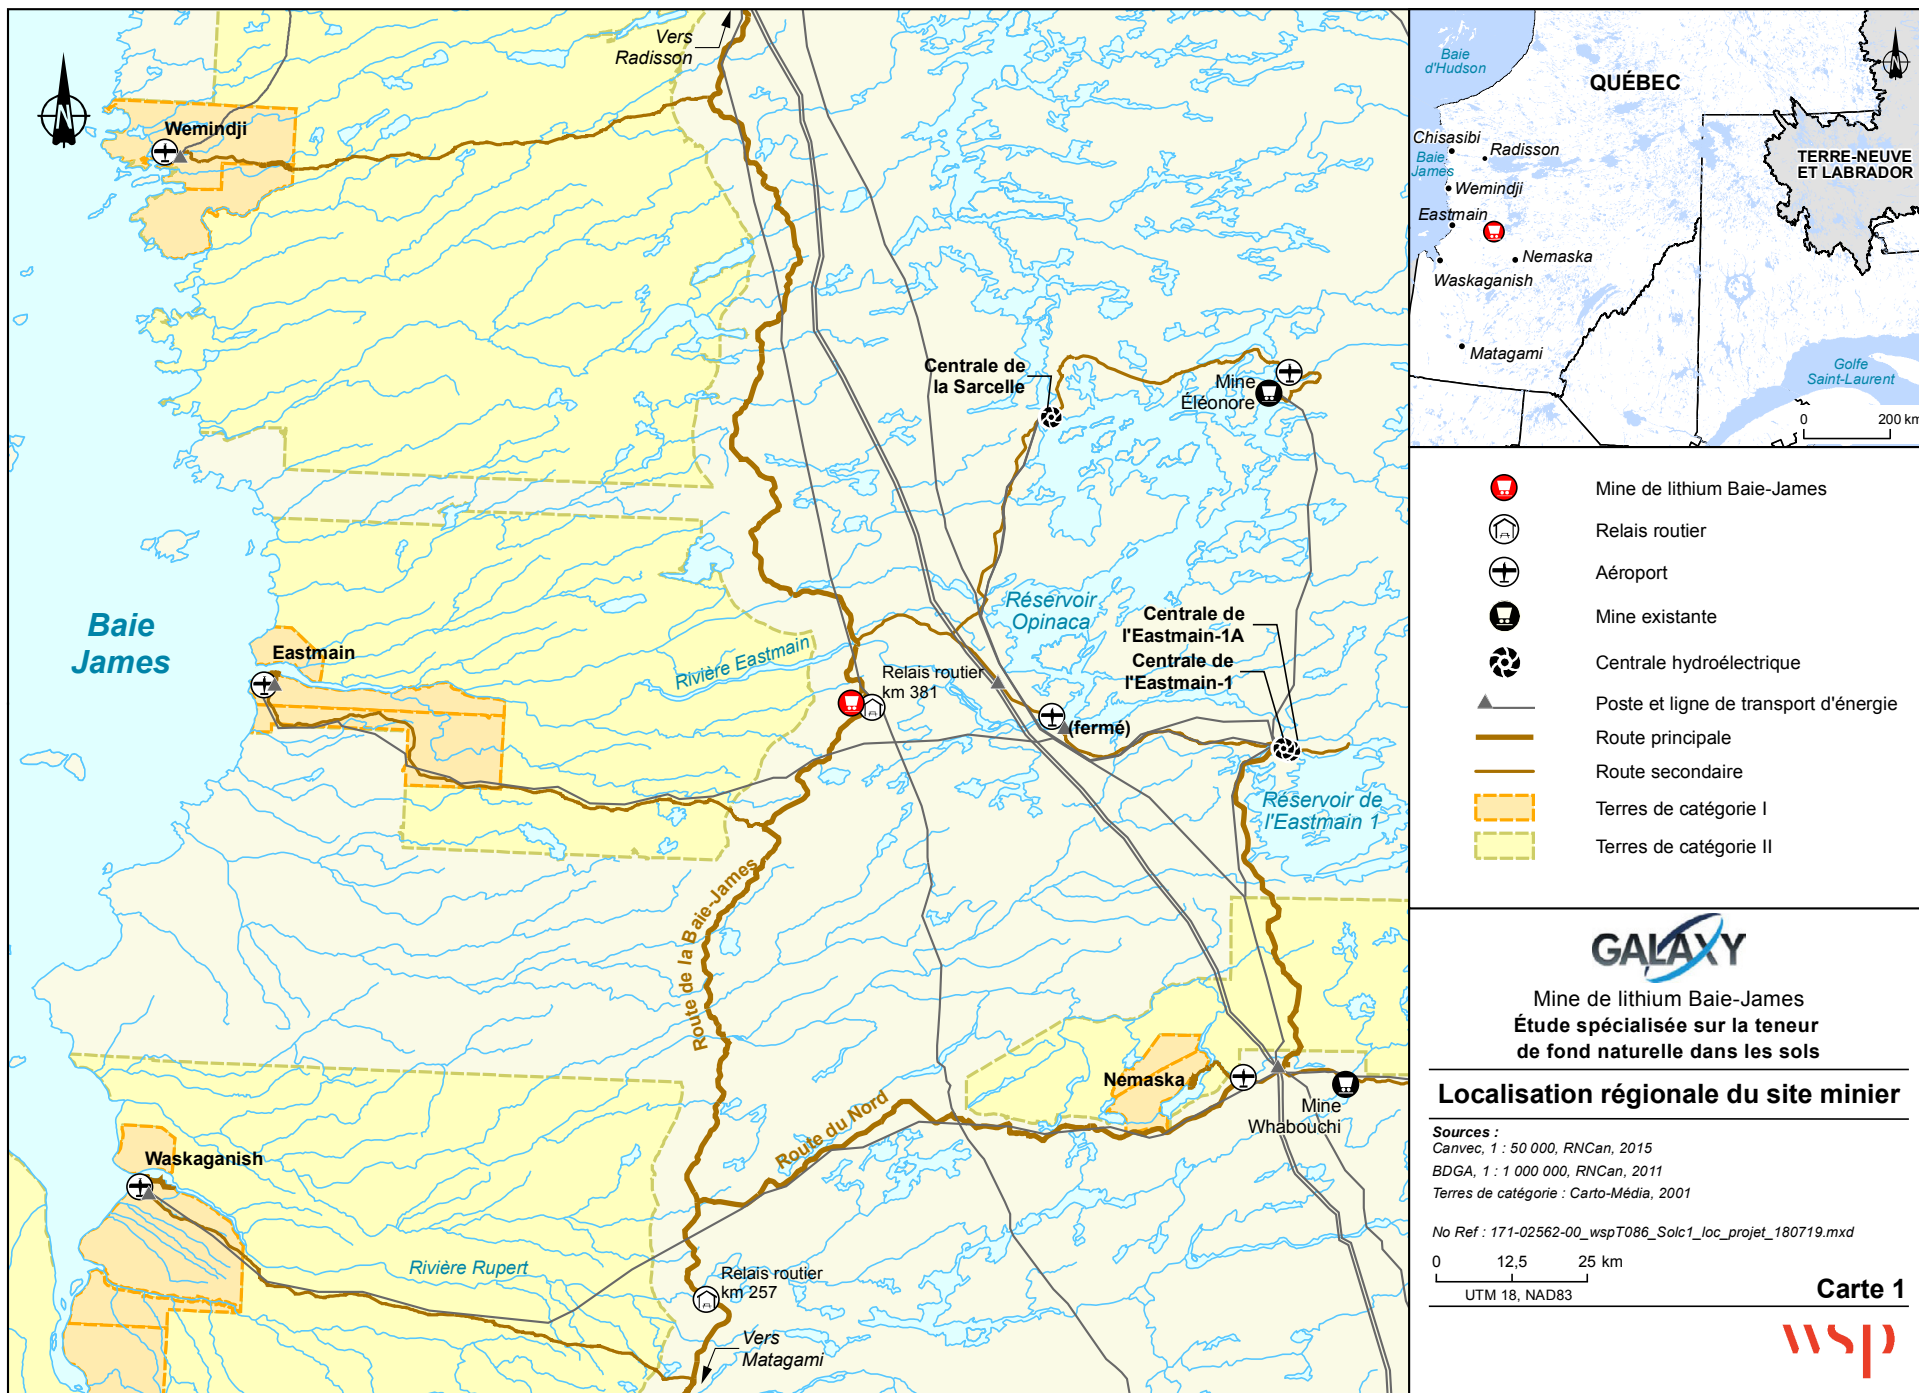 Vers
Radisson
N
Wemindji
Centrale de
la Sarcelle
Mine
Éléonore
Baie
James
Eastmain
Rivière Eastmain
Réservoir
Opinaca
Centrale de
l'Eastmain-1A
Centrale de
l'Eastmain-1
Relais routier
km 381
(fermé)
Réservoir de
l'Eastmain 1
Route de la Baie-James
Nemaska
Mine
Whabouchi
Route du Nord
Waskaganish
Rivière Rupert
Relais routier
km 257
Vers
Matagami
Baie
d'Hudson
QUÉBEC
N
Chisasibi
Baie
James
Radisson
TERRE-NEUVE
ET LABRADOR
Wemindji
Eastmain
Nemaska
Waskaganish
Matagami
Golfe
Saint-Laurent
0 200 km
Mine de lithium Baie-James
Relais routier
Aéroport
Mine existante
Centrale hydroélectrique
Poste et ligne de transport d'énergie
Route principale
Route secondaire
Terres de catégorie I
Terres de catégorie II
GALAXY
Mine de lithium Baie-James
Étude spécialisée sur la teneur
de fond naturelle dans les sols
Localisation régionale du site minier
Sources :
Canvec, 1 : 50 000, RNCan, 2015
BDGA, 1 : 1 000 000, RNCan, 2011
Terres de catégorie : Carto-Média, 2001
No Ref : 171-02562-00_wspT086_Solc1_loc_projet_180719.mxd
0 12,5 25 km
UTM 18, NAD83
Carte 1
wsp